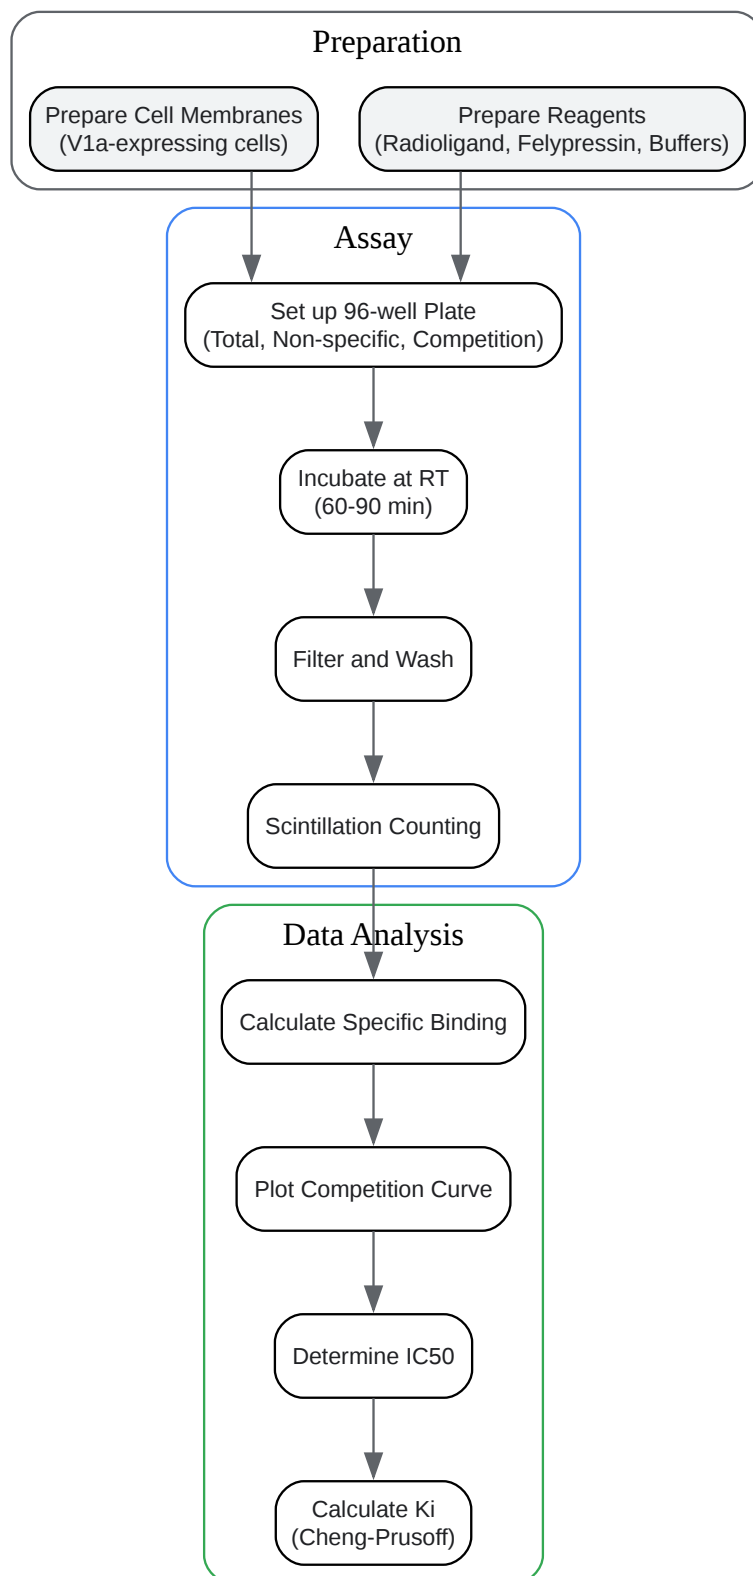 Preparation
Prepare Cell Membranes
(V1a-expressing cells)
Prepare Reagents
(Radioligand, Felypressin, Buffers)
Assay
Set up 96-well Plate
(Total, Non-specific, Competition)
Incubate at RT
(60-90 min)
Filter and Wash
Scintillation Counting
Data Analysis
Calculate Specific Binding
Plot Competition Curve
Determine IC50
Calculate Ki
(Cheng-Prusoff)